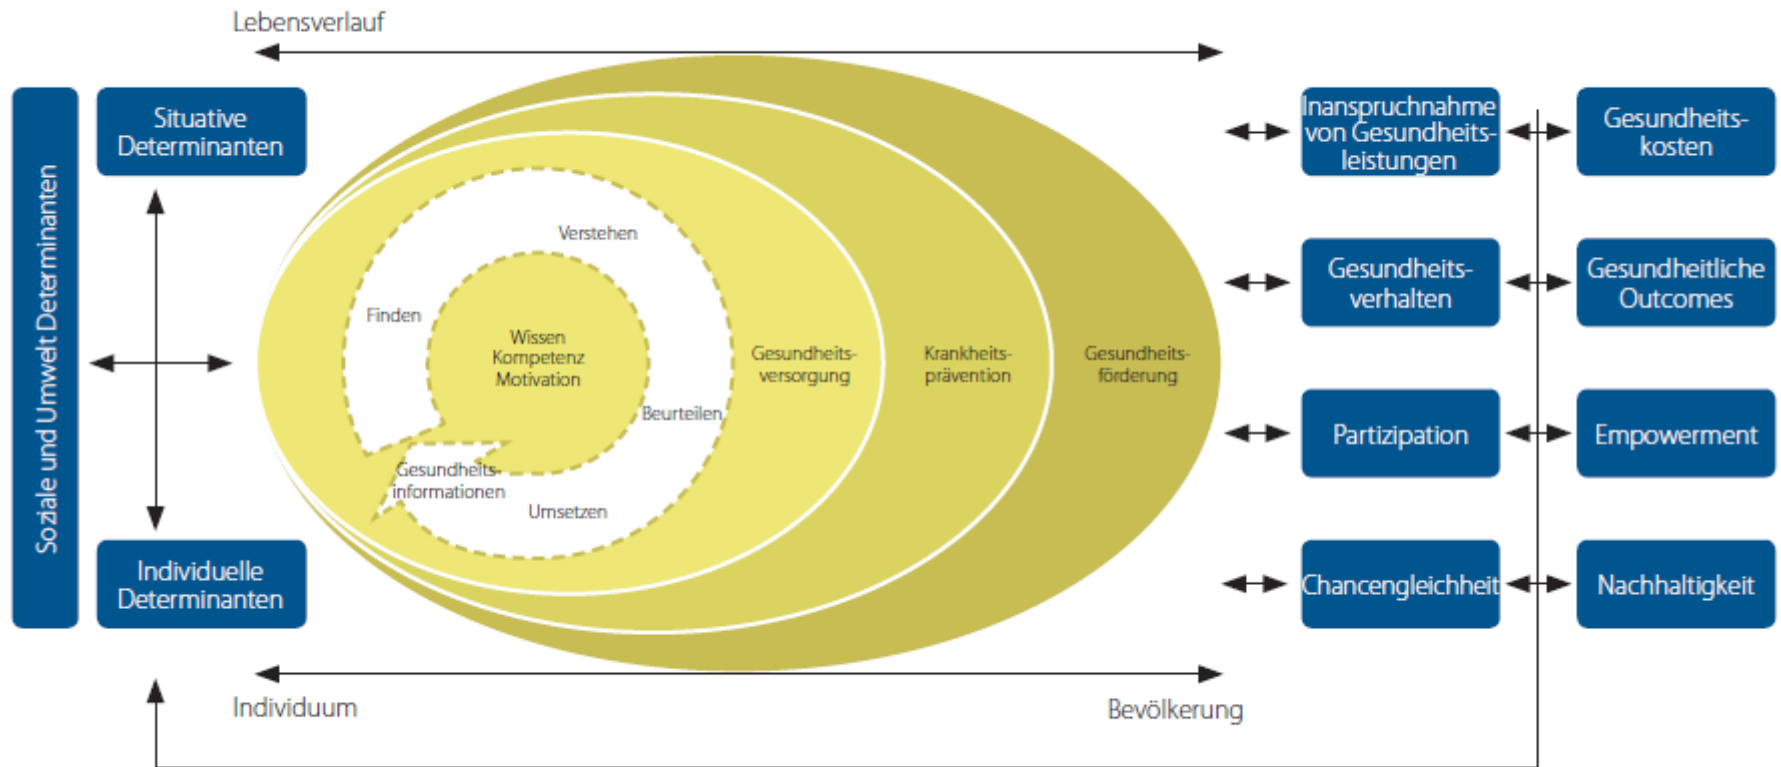 Lebensverlauf
Soziale und Umwelt Determinanten
Situative
Determinanten
Individuelle
Determinanten
Verstehen
Finden
Wissen
Kompetenz
Motivation
Beurteilen
Gesundheits-
informationen
Umsetzen
Gesundheits-
versorgung
Krankheits-
prävention
Gesundheits-
förderung
Inanspruchnahme
von Gesundheits-
leistungen
Gesundheits-
kosten
Gesundheits-
verhalten
Gesundheitliche
Outcomes
Partizipation
Empowerment
Chancengleichheit
Nachhaltigkeit
Individuum
Bevölkerung